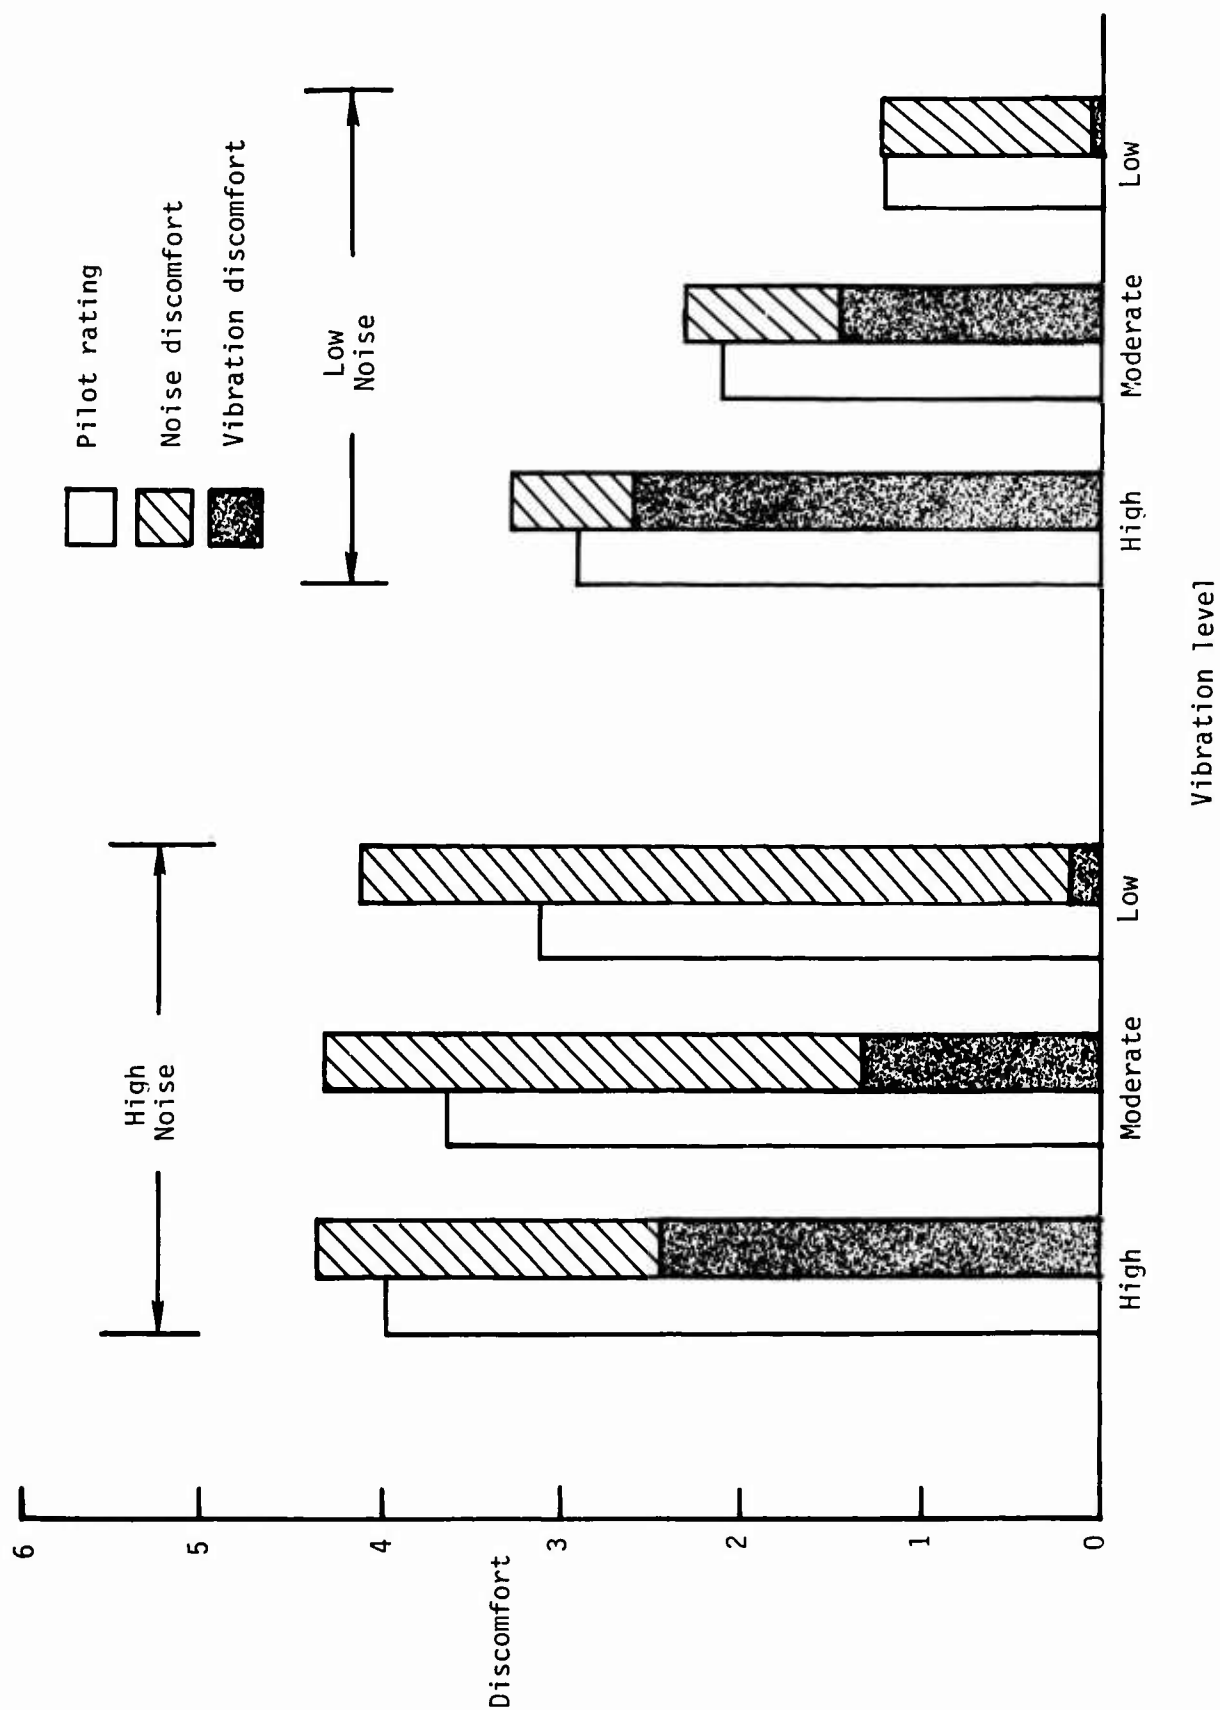 Pilot rating
Noise discomfort
Vibration discomfort
High
Noise
Low
Noise
6
5
4
3
2
1
0
Discomfort
High
Moderate
Low
High
Moderate
Low
Vibration level